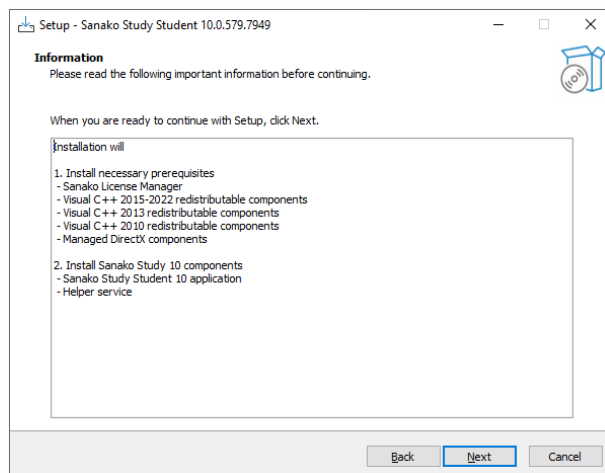 Setup - Sanako Study Student 10.0.579.7949
Information
Please read the following important information before continuing.
When you are ready to continue with Setup, click Next.
Installation will
1. Install necessary prerequisites
- Sanako License Manager
- Visual C++ 2015-2022 redistributable components
- Visual C++ 2013 redistributable components
- Visual C++ 2010 redistributable components
- Managed DirectX components
2. Install Sanako Study 10 components
- Sanako Study Student 10 application
- Helper service
Back
Next
Cancel